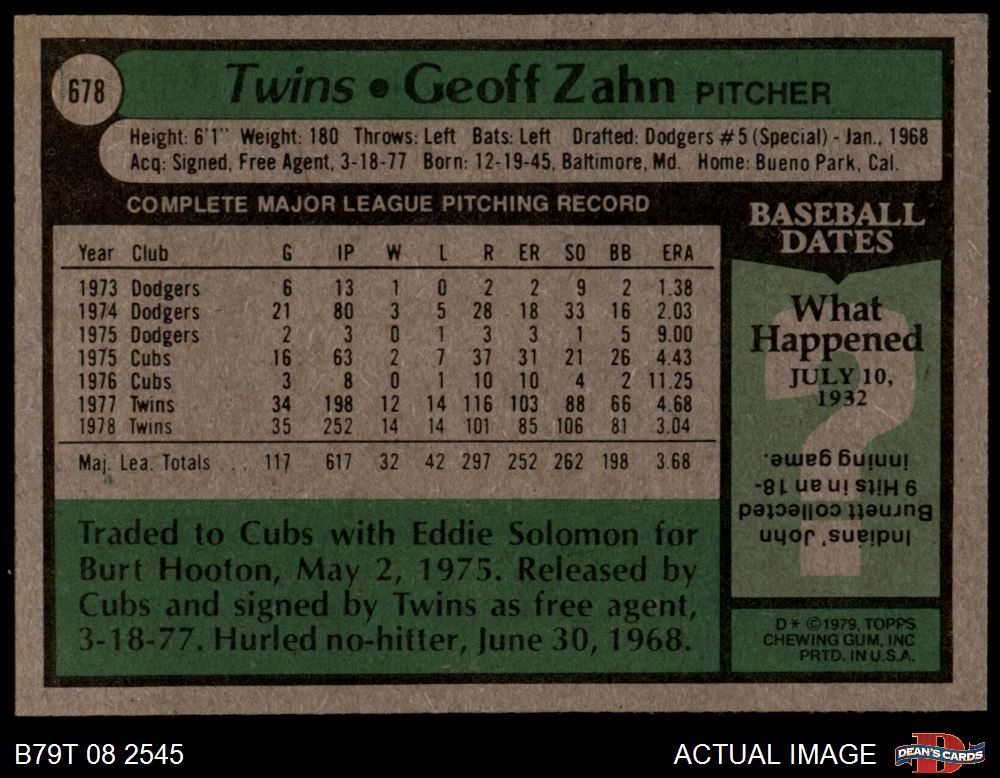 678
Twins • Geoff Zahn PITCHER
Height: 6'1" Weight: 180 Throws: Left Bats: Left Drafted: Dodgers #5 (Special) - Jan., 1968
Acq: Signed, Free Agent, 3-18-77 Born: 12-19-45, Baltimore, Md. Home: Bueno Park, Cal.
COMPLETE MAJOR LEAGUE PITCHING RECORD
Year Club G IP W L R ER SO BB ERA
1973 Dodgers 6 13 1 0 2 2 9 2 1.38
1974 Dodgers 21 80 3 5 28 18 33 16 2.03
1975 Dodgers 2 3 0 1 3 3 1 5 9.00
1975 Cubs 16 63 2 7 37 31 21 26 4.43
1976 Cubs 3 8 0 1 10 10 4 2 11.25
1977 Twins 34 198 12 14 116 103 88 66 4.68
1978 Twins 35 252 14 14 101 85 106 81 3.04
Maj. Lea. Totals . . . 117 617 32 42 297 252 262 198 3.68
Traded to Cubs with Eddie Solomon for
Burt Hooton, May 2, 1975. Released by
Cubs and signed by Twins as free agent,
3-18-77. Hurled no-hitter, June 30, 1968.
BASEBALL
DATES
What
Happened
JULY 10,
1932
?
Indians' John
Burnett collected
9 Hits in an 18-
inning game.
D* ©1979, TOPPS
CHEWING GUM, INC
PRTD. IN U.S.A.
B79T 08 2545
ACTUAL IMAGE
D
DEAN'S CARDS